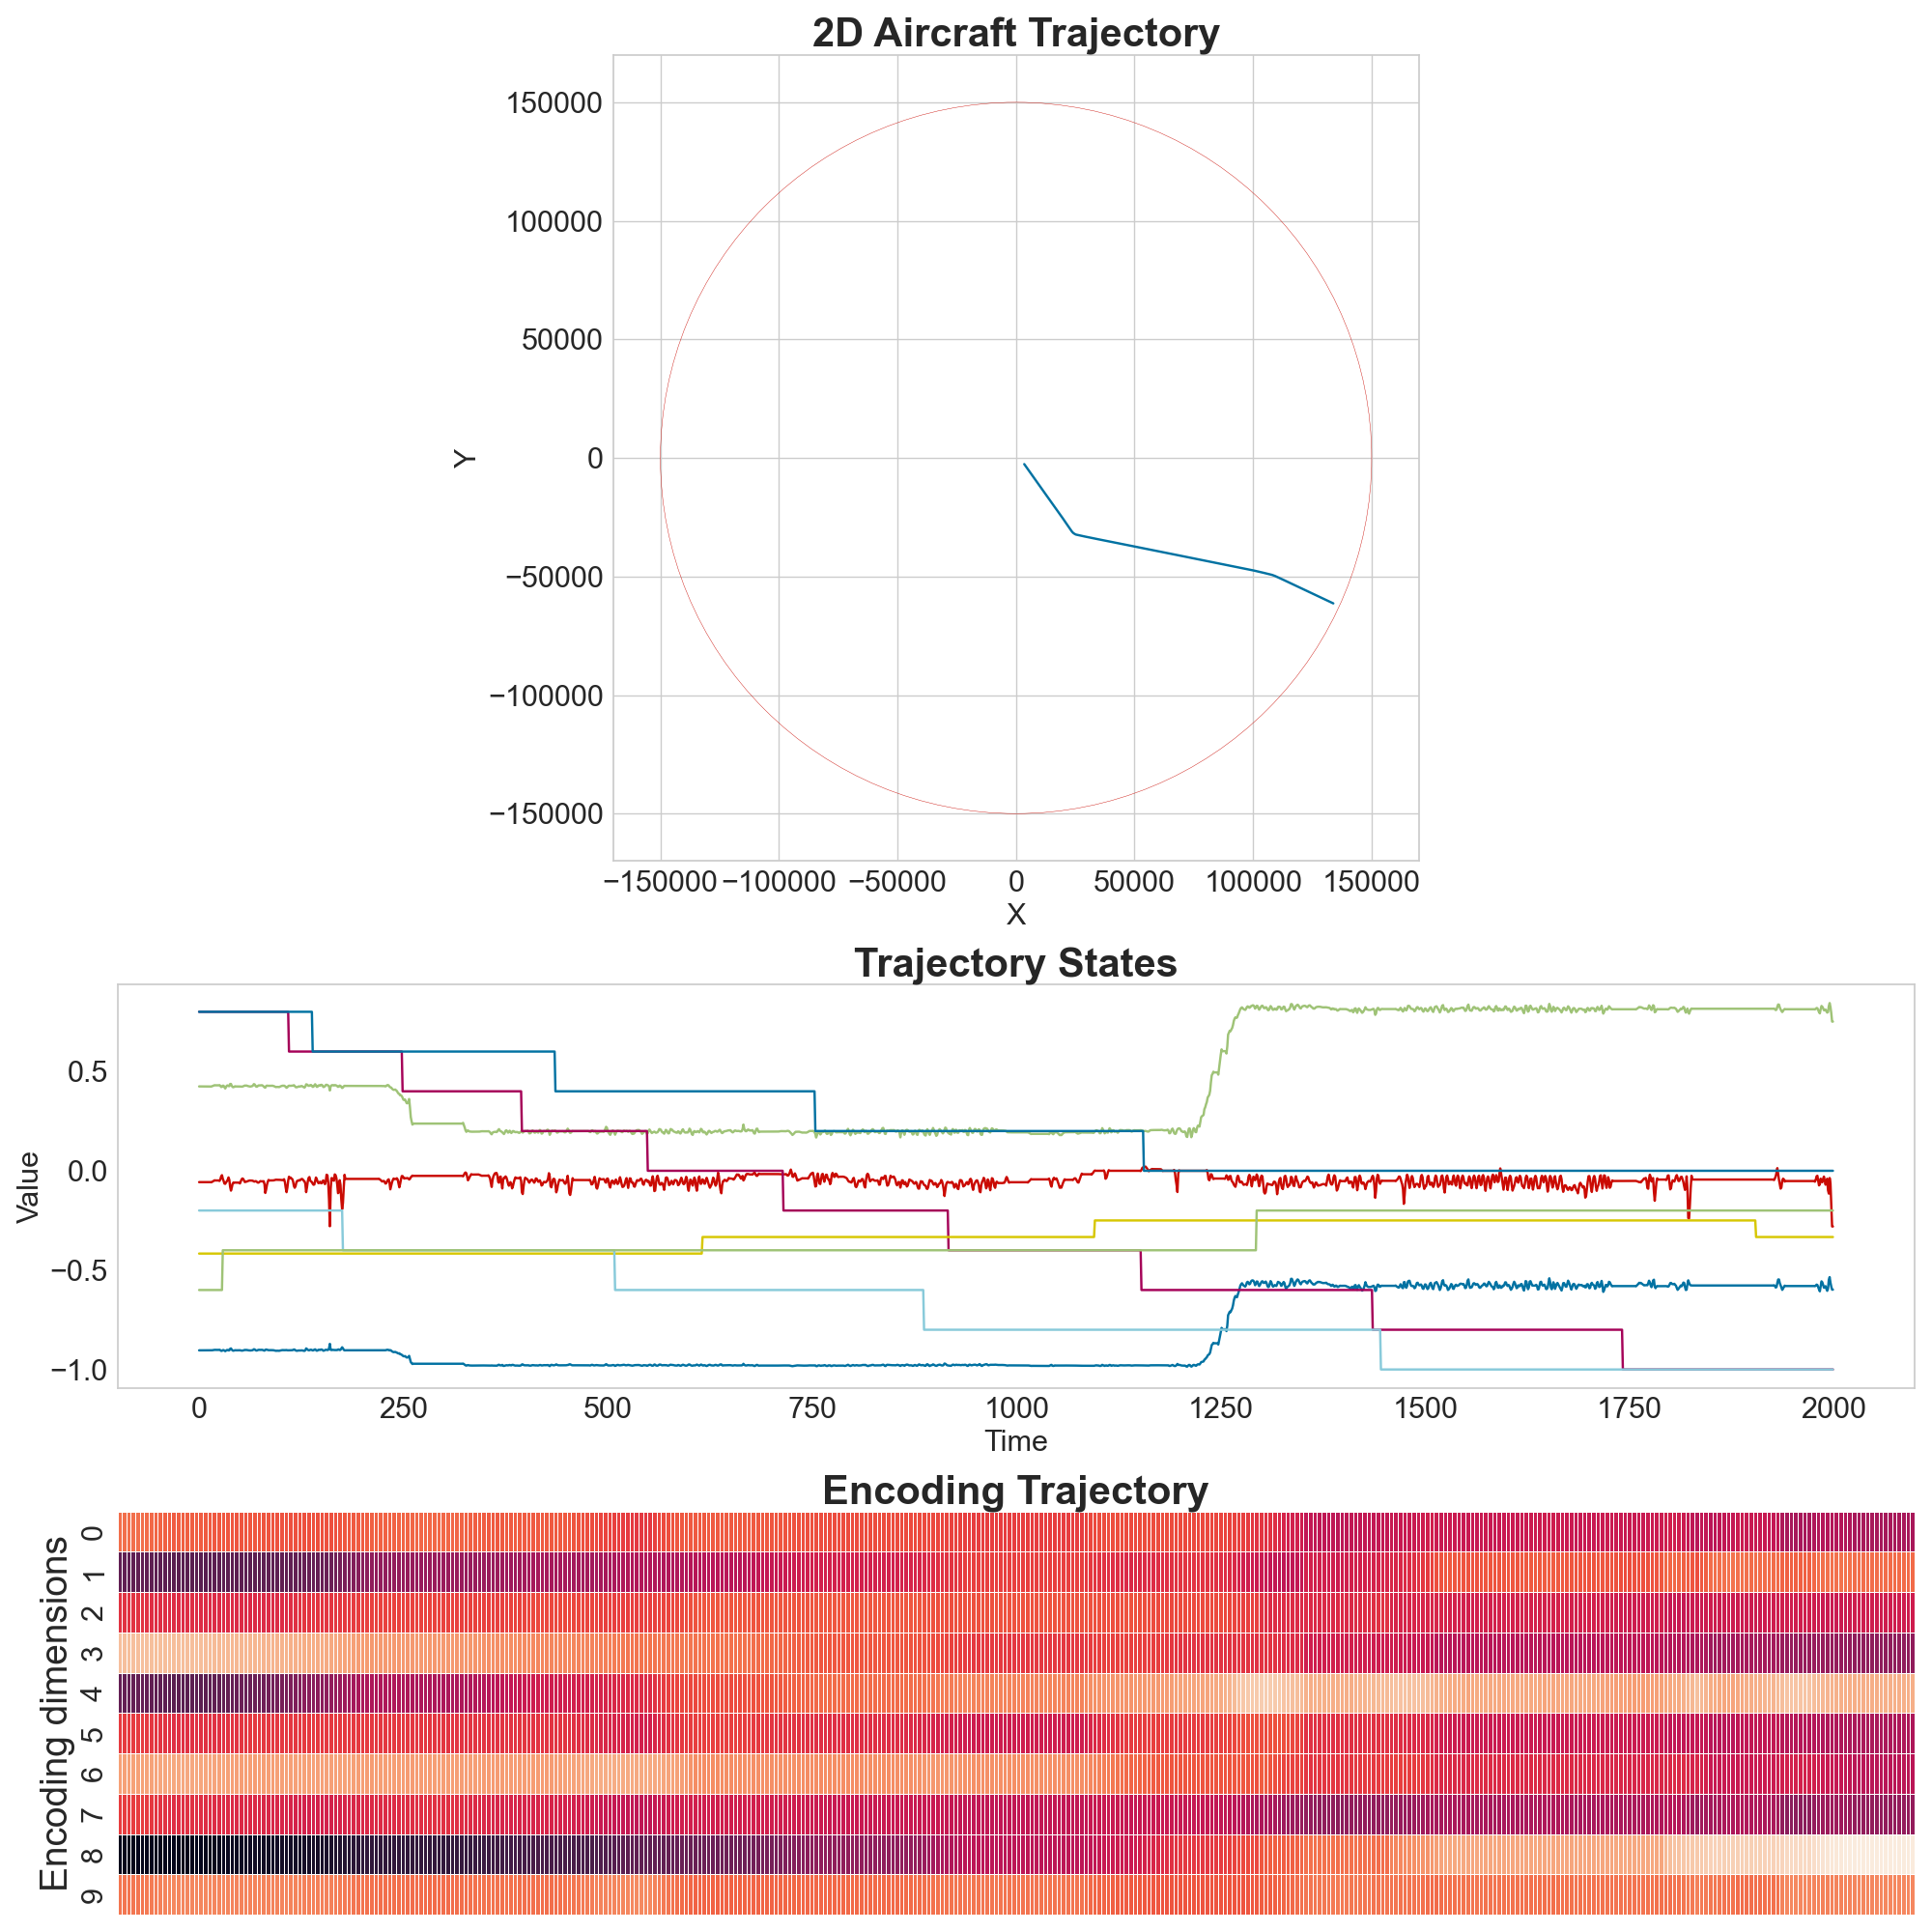 2D Aircraft Trajectory
150000
100000
50000
0
−50000
−100000
−150000
Y
−150000 −100000 −50000 0 50000 100000 150000
X
Trajectory States
0.5
0.0
−0.5
−1.0
Value
0 250 500 750 1000 1250 1500 1750 2000
Time
Encoding Trajectory
Encoding dimensions
0
1
2
3
4
5
6
7
8
9